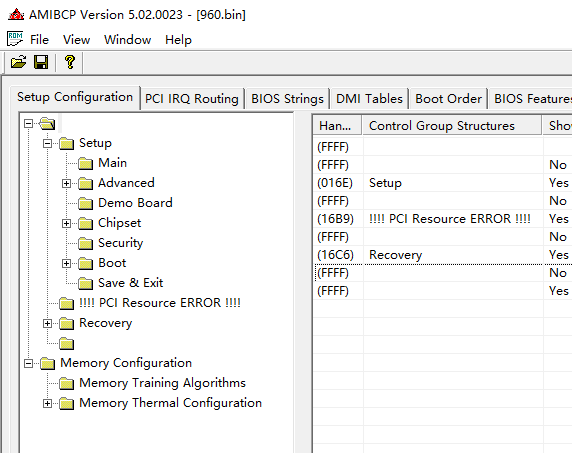 AMIBCP Version 5.02.0023 - [960.bin]
ROM File View Window Help
Setup Configuration PCI IRQ Routing BIOS Strings DMI Tables Boot Order BIOS Features
Setup
Main
Advanced
Demo Board
Chipset
Security
Boot
Save & Exit
!!!! PCI Resource ERROR !!!!
Recovery
Memory Configuration
Memory Training Algorithms
Memory Thermal Configuration
Han... Control Group Structures Sho
(FFFF)
(FFFF) No
(016E) Setup Yes
(FFFF) No
(16B9) !!!! PCI Resource ERROR !!!! Yes
(FFFF) No
(16C6) Recovery Yes
(FFFF) No
(FFFF) Yes